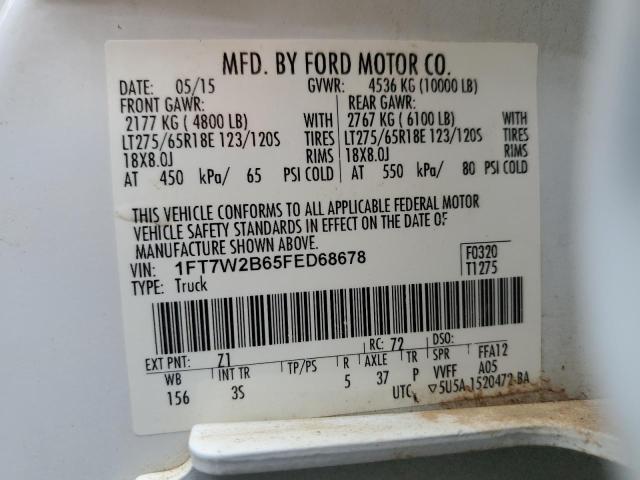 MFD. BY FORD MOTOR CO.
DATE: 05/15 GVWR: 4536 KG (10000 LB)
FRONT GAWR: REAR GAWR:
2177 KG ( 4800 LB) WITH 2767 KG ( 6100 LB) WITH
LT275/65R18E 123/120S TIRES LT275/65R18E 123/120S TIRES
18X8.0J RIMS 18X8.0J RIMS
AT 450 kPa/ 65 PSI COLD AT 550 kPa/ 80 PSI COLD
THIS VEHICLE CONFORMS TO ALL APPLICABLE FEDERAL MOTOR
VEHICLE SAFETY STANDARDS IN EFFECT ON THE DATE OF
MANUFACTURE SHOWN ABOVE.
VIN: 1FT7W2B65FED68678 F0320
TYPE: Truck T1275
EXT PNT: Z1 RC: 72 DSO:
WB INT TR TP/PS R AXLE TR SPR FFA12
156 3S 5 37 P VVFF A05
UTC ▽5U5A 1520472 BA